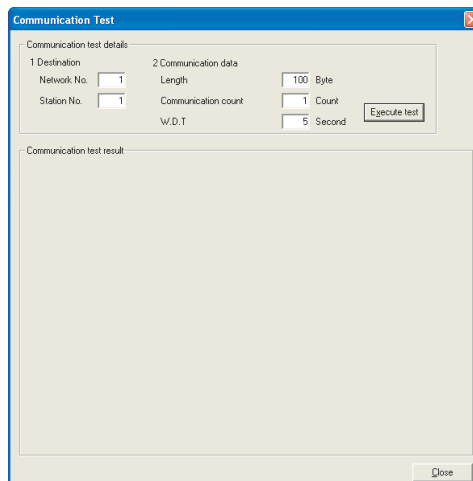 Communication Test
Communication test details
1 Destination 2 Communication data
Network No. 1 Length 100 Byte
Station No. 1 Communication count 1 Count
W.D.T 5 Second Execute test
Communication test result
Close